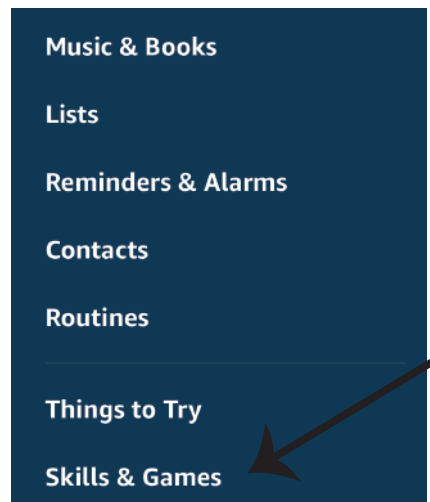 Music & Books
Lists
Reminders & Alarms
Contacts
Routines
Things to Try
Skills & Games